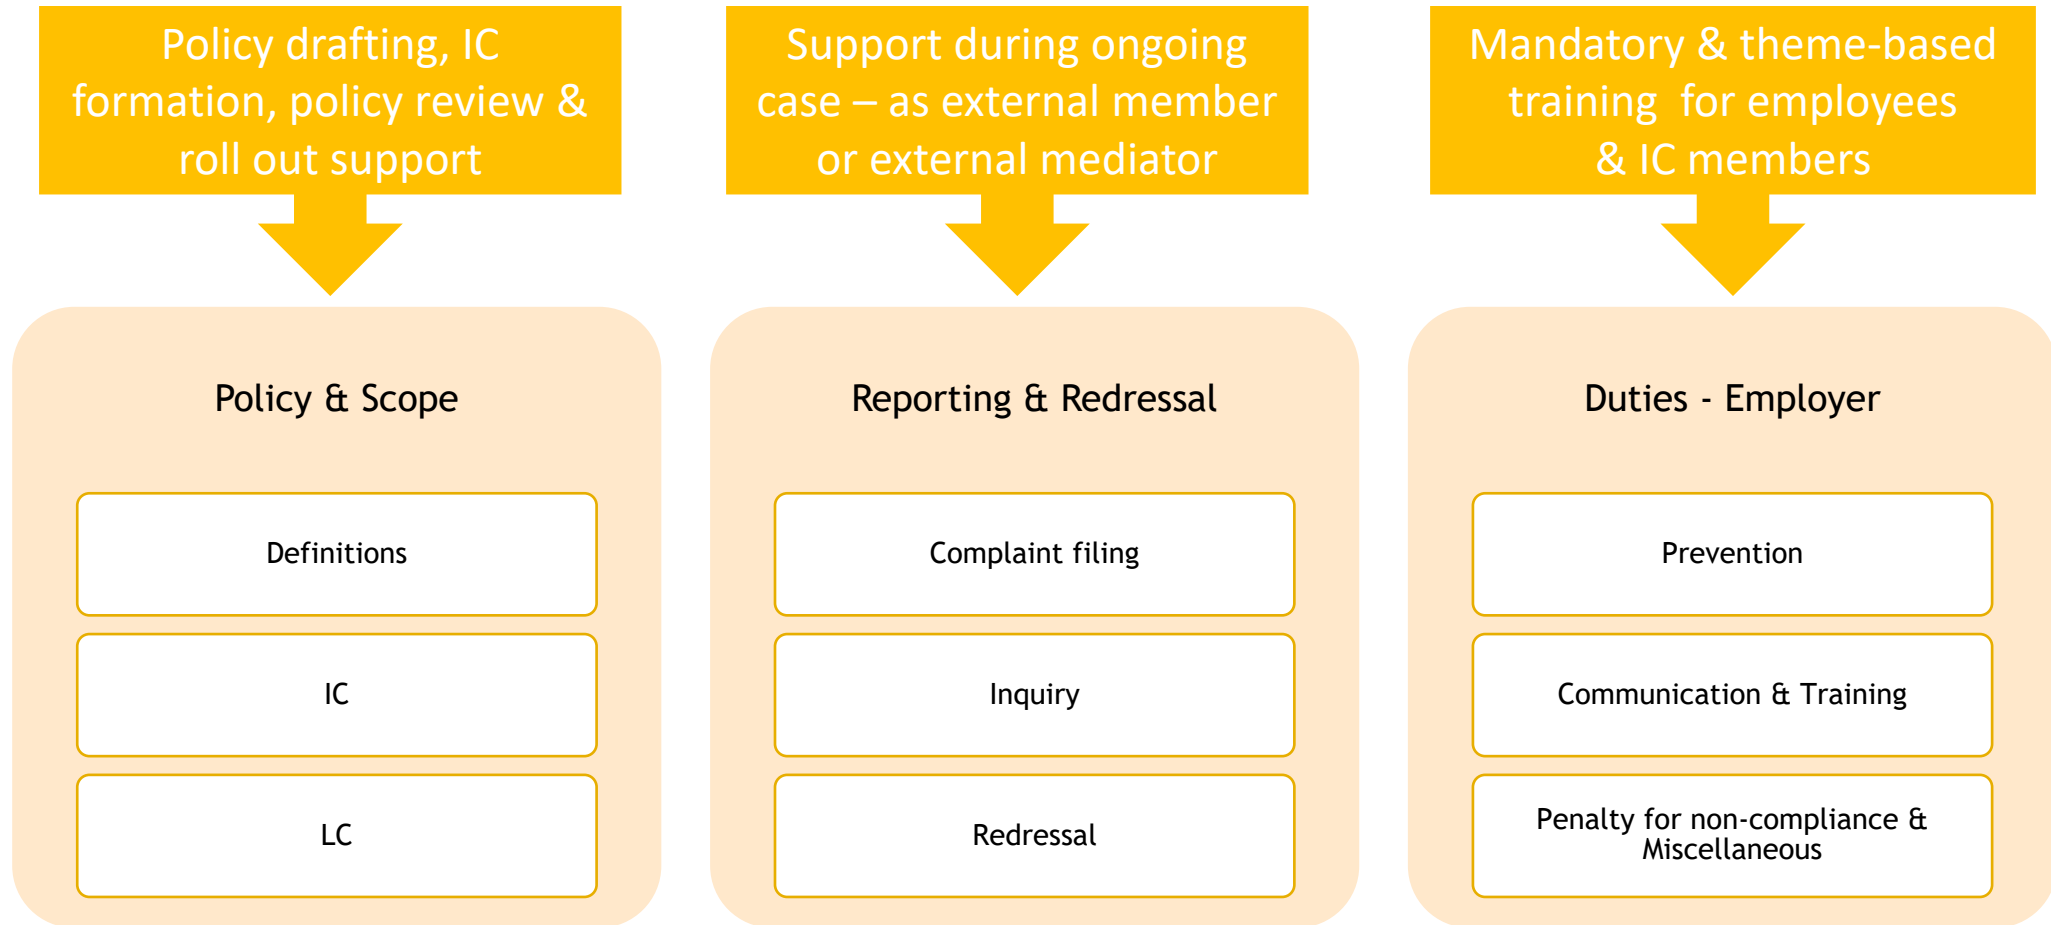 Policy drafting, IC
formation, policy review &
roll out support
Support during ongoing
case – as external member
or external mediator
Mandatory & theme-based
training  for employees
& IC members
Policy & Scope
Definitions
IC
LC
Reporting & Redressal
Complaint filing
Inquiry
Redressal
Duties - Employer
Prevention
Communication & Training
Penalty for non-compliance &
Miscellaneous